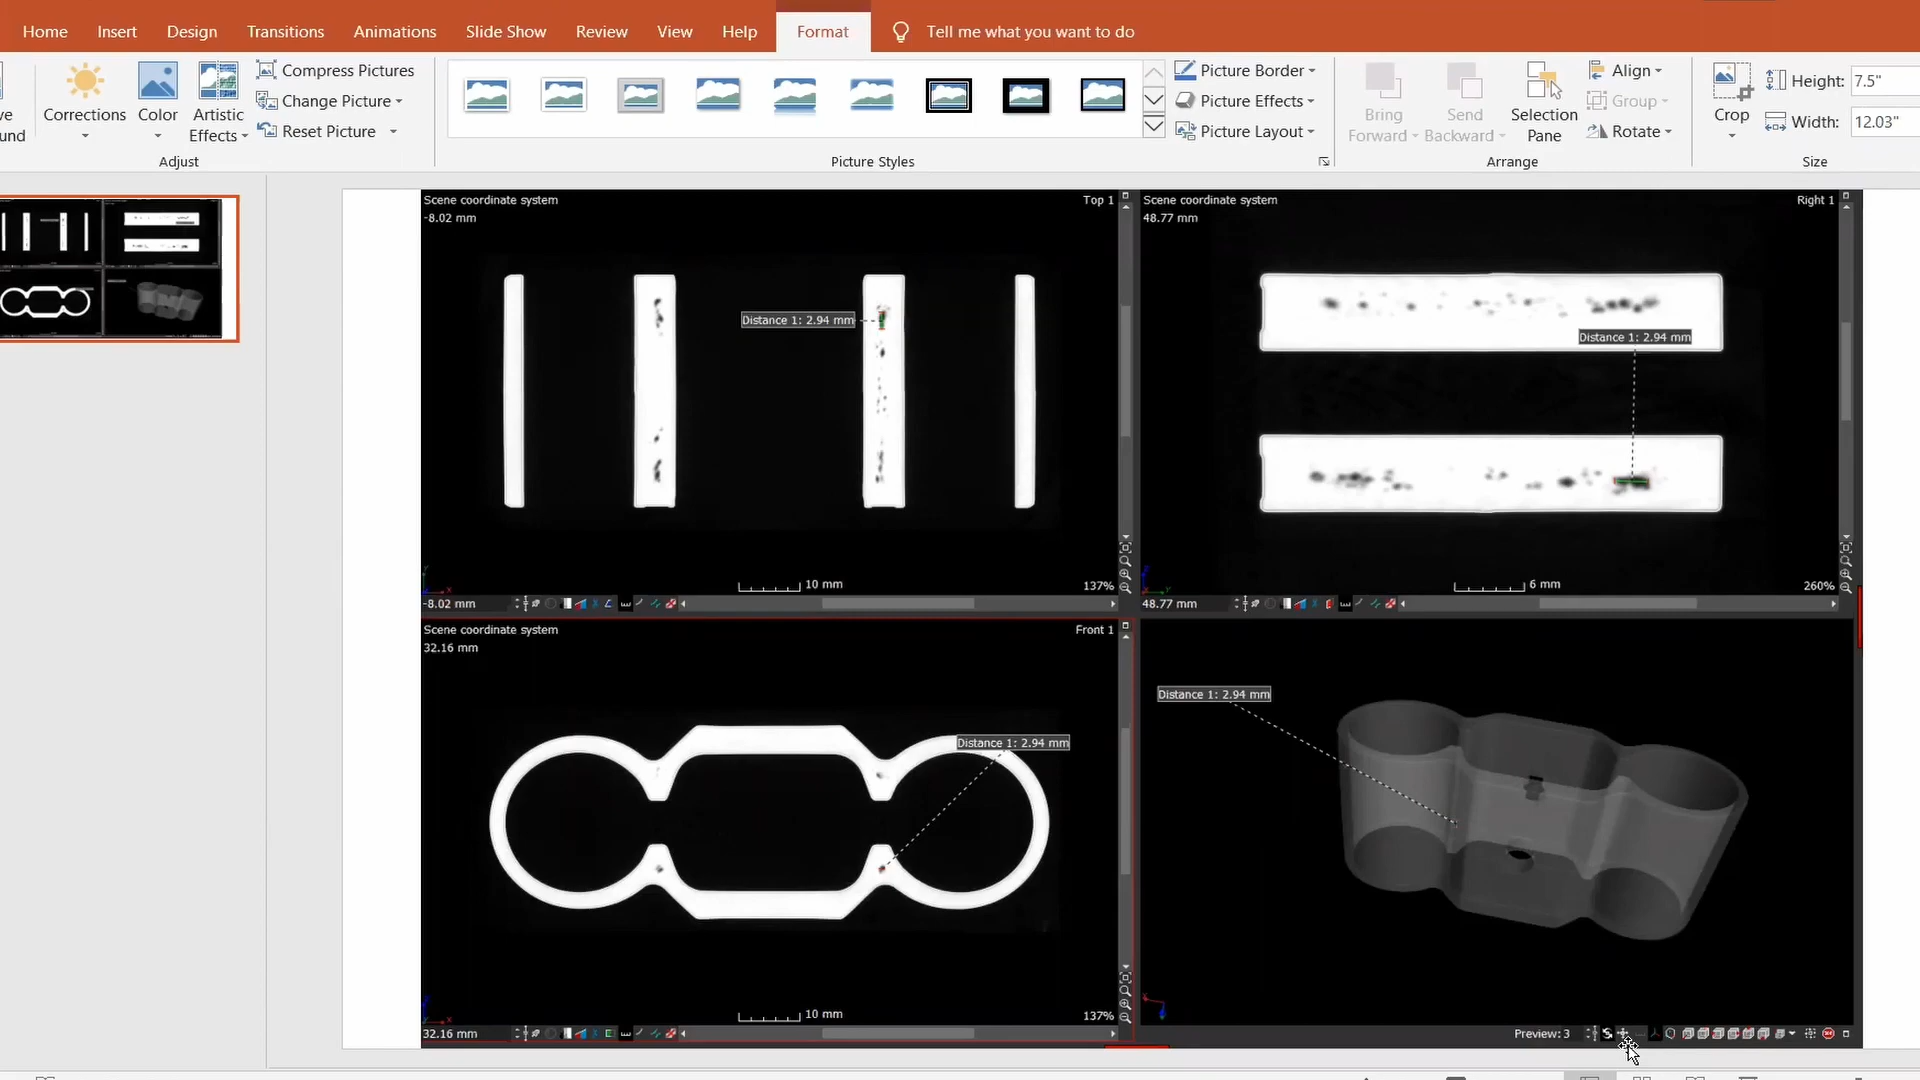 Home Insert Design Transitions Animations Slide Show Review View Help Format Tell me what you want to do
Corrections
Color
Artistic
Effects
Compress Pictures
Change Picture
Reset Picture
Adjust
Picture Styles
Picture Border
Picture Effects
Picture Layout
Bring
Forward
Send
Backward
Selection
Pane
Align
Group
Rotate
Arrange
Crop
Height: 7.5"
Width: 12.03"
Size
Scene coordinate system
Top 1
-8.02 mm
Distance 1: 2.94 mm
10 mm
137%
-8.02 mm
Scene coordinate system
Right 1
48.77 mm
Distance 1: 2.94 mm
6 mm
260%
48.77 mm
Scene coordinate system
Front 1
32.16 mm
Distance 1: 2.94 mm
10 mm
137%
32.16 mm
Distance 1: 2.94 mm
Preview: 3